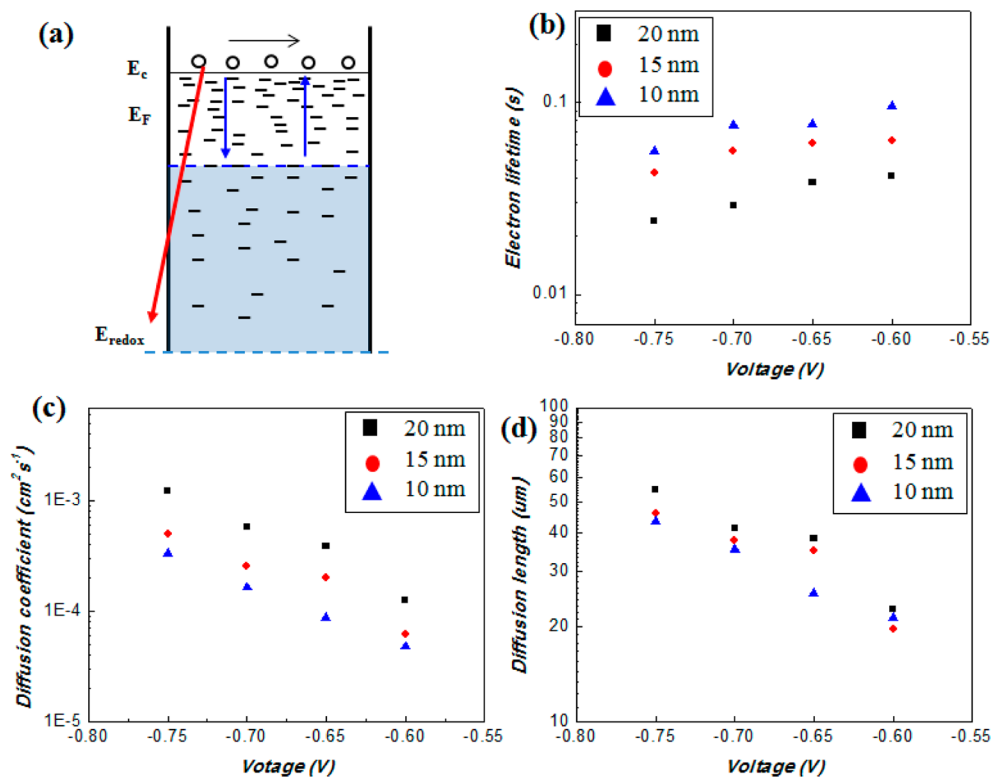 (a)
E_c
E_F
E_redox
(b)
20 nm
15 nm
10 nm
Electron lifetime (s)
0.1
0.01
-0.80 -0.75 -0.70 -0.65 -0.60 -0.55
Voltage (V)
(c)
20 nm
15 nm
10 nm
Diffusion coefficient (cm² s⁻¹)
1E-3
1E-4
1E-5
-0.80 -0.75 -0.70 -0.65 -0.60 -0.55
Votage (V)
(d)
20 nm
15 nm
10 nm
Diffusion length (um)
100
90
80
70
60
50
40
30
20
10
-0.80 -0.75 -0.70 -0.65 -0.60 -0.55
Voltage (V)